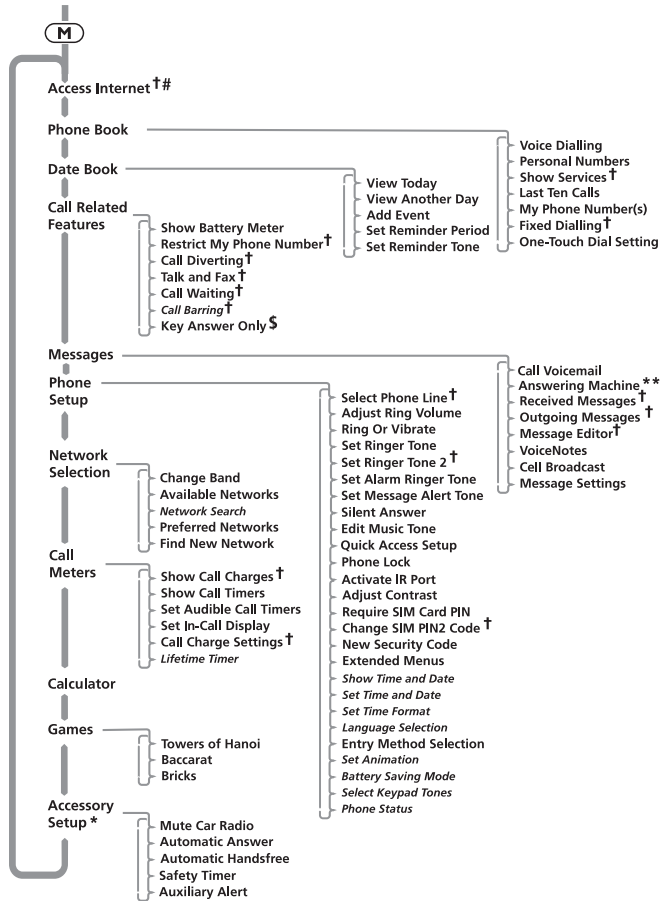 M
Access Internet †#
Phone Book
Voice Dialling
Personal Numbers
Show Services †
Last Ten Calls
My Phone Number(s)
Fixed Dialling †
One-Touch Dial Setting
Date Book
View Today
View Another Day
Add Event
Set Reminder Period
Set Reminder Tone
Call Related
Features
Show Battery Meter
Restrict My Phone Number †
Call Diverting †
Talk and Fax †
Call Waiting †
Call Barring †
Key Answer Only $
Messages
Call Voicemail
Answering Machine **
Received Messages †
Outgoing Messages †
Message Editor †
VoiceNotes
Cell Broadcast
Message Settings
Phone
Setup
Select Phone Line †
Adjust Ring Volume
Ring Or Vibrate
Set Ringer Tone
Set Ringer Tone 2 †
Set Alarm Ringer Tone
Set Message Alert Tone
Silent Answer
Edit Music Tone
Quick Access Setup
Phone Lock
Activate IR Port
Adjust Contrast
Require SIM Card PIN
Change SIM PIN2 Code †
New Security Code
Extended Menus
Show Time and Date
Set Time and Date
Set Time Format
Language Selection
Entry Method Selection
Set Animation
Battery Saving Mode
Select Keypad Tones
Phone Status
Network
Selection
Change Band
Available Networks
Network Search
Preferred Networks
Find New Network
Call
Meters
Show Call Charges †
Show Call Timers
Set Audible Call Timers
Set In-Call Display
Call Charge Settings †
Lifetime Timer
Calculator
Games
Towers of Hanoi
Baccarat
Bricks
Accessory
Setup *
Mute Car Radio
Automatic Answer
Automatic Handsfree
Safety Timer
Auxiliary Alert